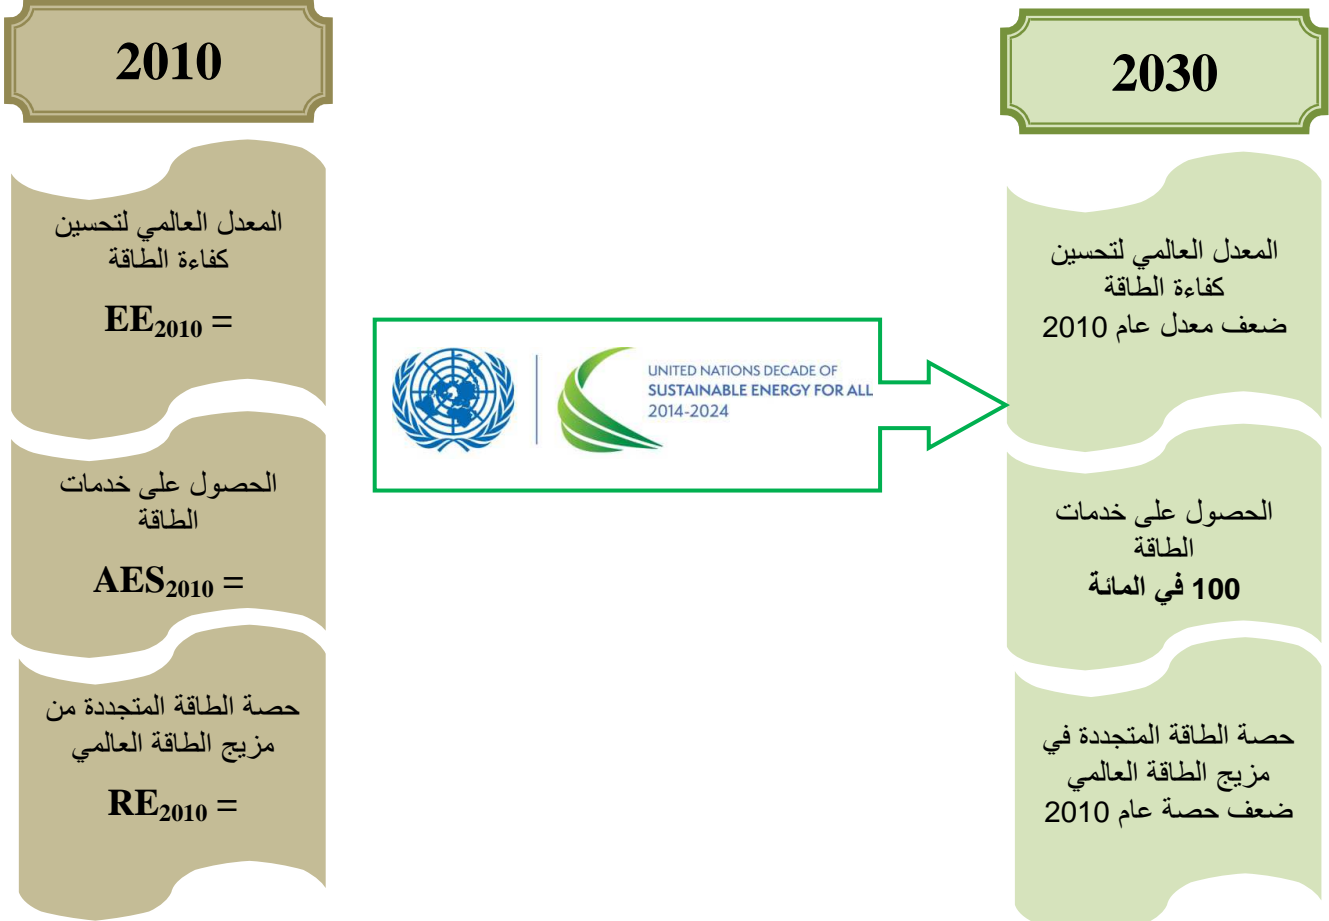 2010
المعدل العالمي لتحسين
كفاءة الطاقة
EE2010 =
الحصول على خدمات
الطاقة
AES2010 =
حصة الطاقة المتجددة من
مزيج الطاقة العالمي
RE2010 =
UNITED NATIONS DECADE OF
SUSTAINABLE ENERGY FOR ALL
2014-2024
2030
المعدل العالمي لتحسين
كفاءة الطاقة
ضعف معدل عام 2010
الحصول على خدمات
الطاقة
100 في المائة
حصة الطاقة المتجددة في
مزيج الطاقة العالمي
ضعف حصة عام 2010